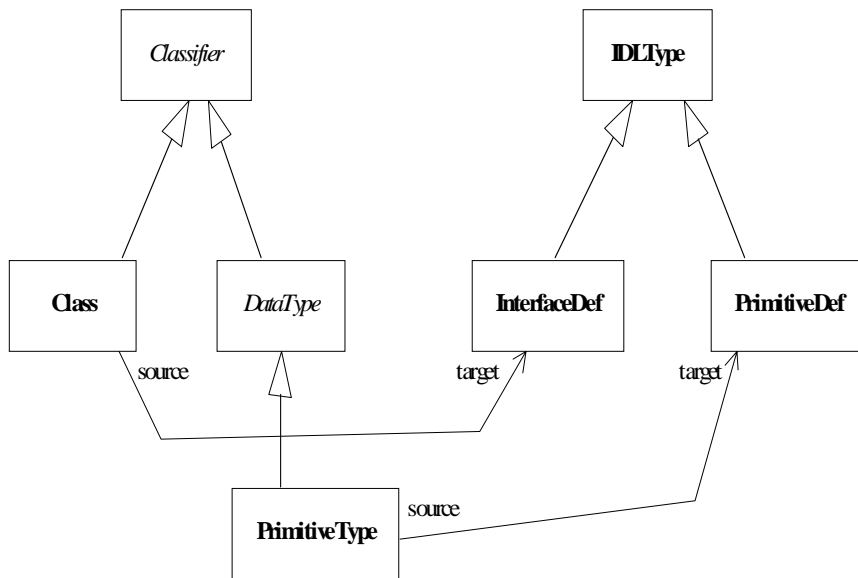 Classifier
IDLType
Class
DataType
InterfaceDef
PrimitiveDef
source
target
target
source
PrimitiveType